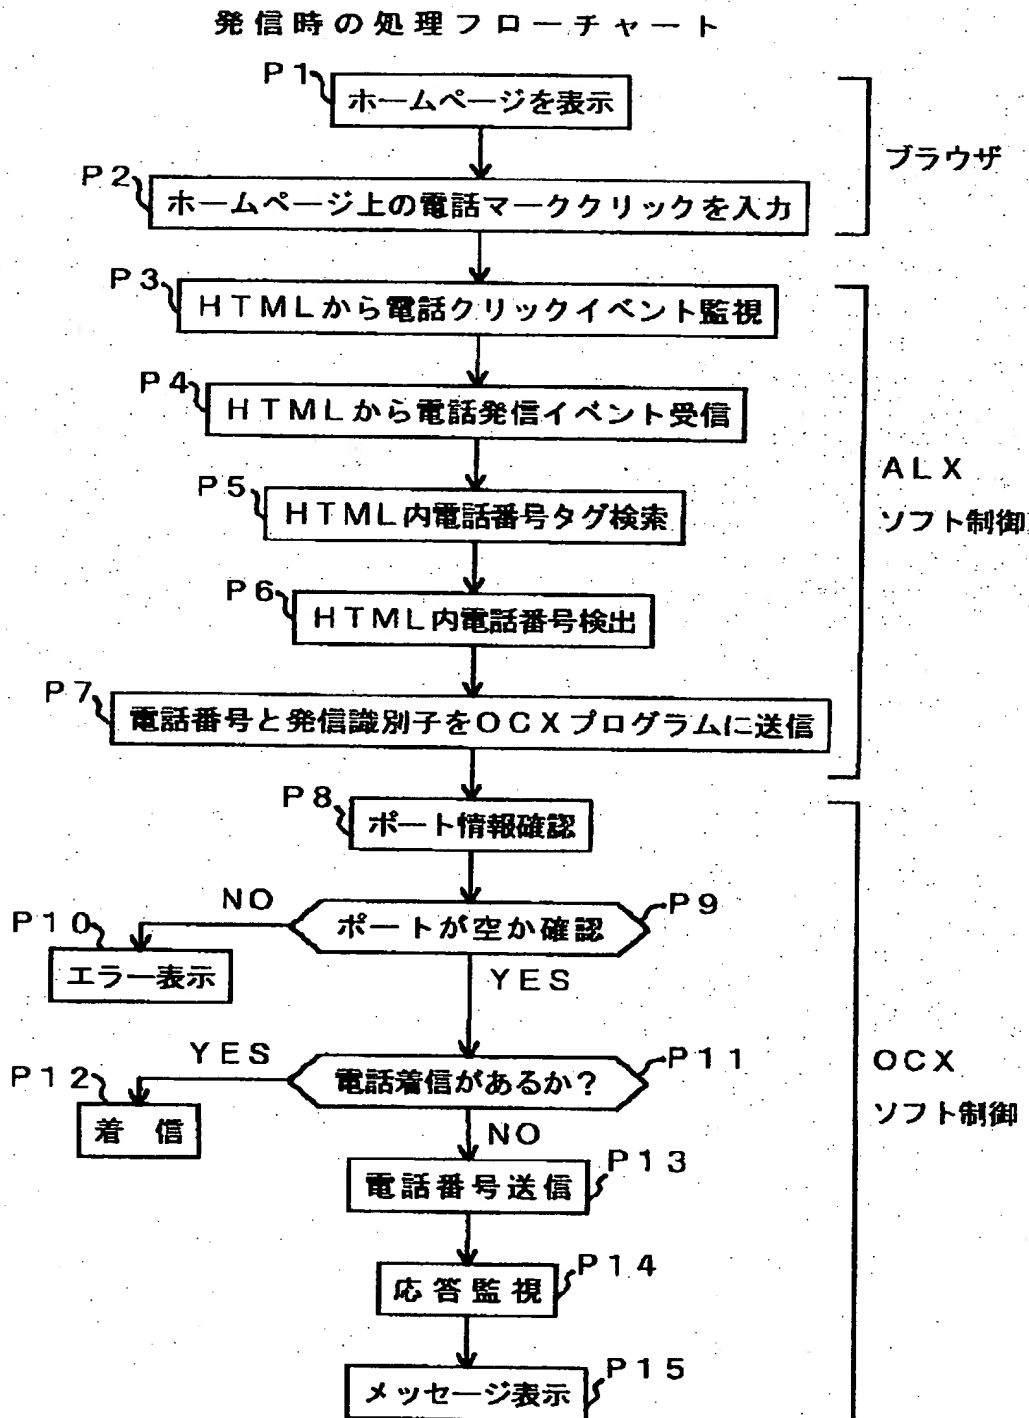 発信時の処理フローチャート
P1
ホームページを表示
ブラウザ
P2
ホームページ上の電話マーククリックを入力
P3
HTMLから電話クリックイベント監視
P4
HTMLから電話発信イベント受信
ALX
ソフト制御
P5
HTML内電話番号タグ検索
P6
HTML内電話番号検出
P7
電話番号と発信識別子をOCXプログラムに送信
P8
ポート情報確認
P9
ポートが空か確認
NO
P10
エラー表示
YES
P11
電話着信があるか?
YES
P12
着信
OCX
ソフト制御
NO
P13
電話番号送信
P14
応答監視
P15
メッセージ表示